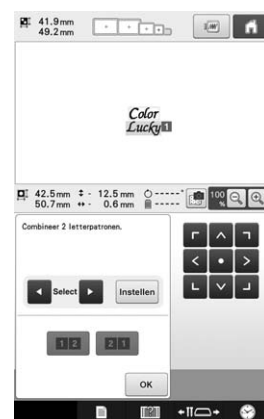 41.9mm
49.2mm
Color
Lucky 1
42.5mm ↕ - 12.5mm -----°
50.7mm ↔ - 0.6mm -----
100 %
Combineer 2 letterpatronen.
Select Instellen
1 2 2 1
OK